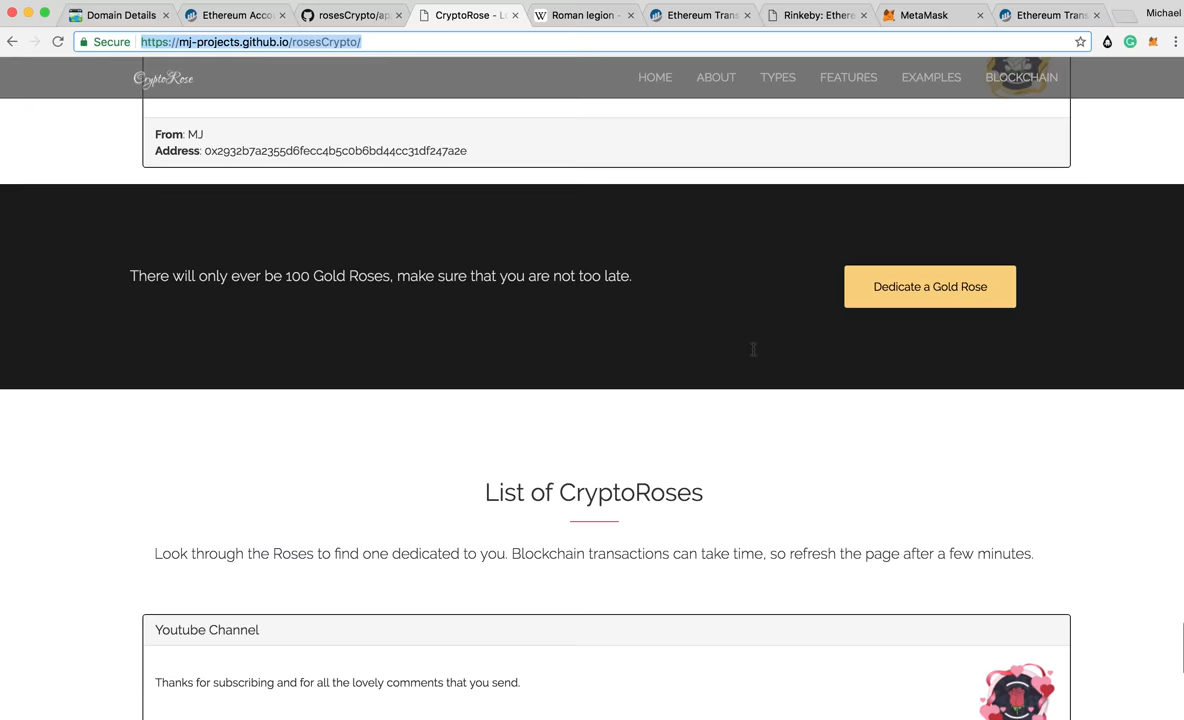 Domain Details
Ethereum Acco
rosesCrypto/ap
CryptoRose - L
Roman legion -
Ethereum Trans
Rinkeby: Ethere
MetaMask
Ethereum Trans
Michael
Secure https://mj-projects.github.io/rosesCrypto/
CryptoRose
HOME ABOUT TYPES FEATURES EXAMPLES BLOCKCHAIN
From: MJ
Address: 0x2932b7a2355d6fecc4b5c0b6bd44cc31df247a2e
There will only ever be 100 Gold Roses, make sure that you are not too late.
Dedicate a Gold Rose
List of CryptoRoses
Look through the Roses to find one dedicated to you. Blockchain transactions can take time, so refresh the page after a few minutes.
Youtube Channel
Thanks for subscribing and for all the lovely comments that you send.